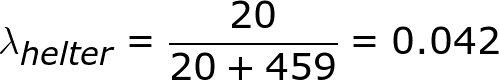 λ_helter = 20 / (20 + 459) = 0.042